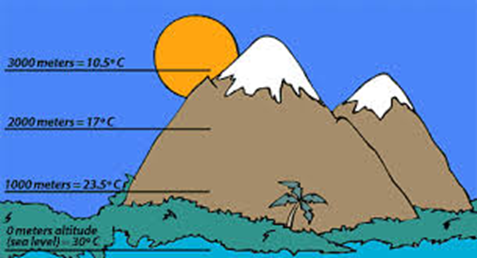 3000 meters = 10.5° C
2000 meters = 17° C
1000 meters = 23.5° C
0 meters altitude
(sea level) = 30° C